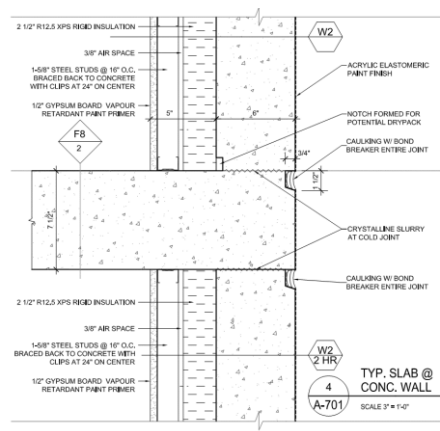 2 1/2" R12.5 XPS RIGID INSULATION
3/8" AIR SPACE
1-5/8" STEEL STUDS @ 16" O.C.
BRACED BACK TO CONCRETE
WITH CLIPS AT 24" ON CENTER
1/2" GYPSUM BOARD VAPOUR
RETARDANT PAINT PRIMER
F8
2
W2
ACRYLIC ELASTOMERIC
PAINT FINISH
NOTCH FORMED FOR
POTENTIAL DRYPACK
5"
6"
3/4"
CAULKING W/ BOND
BREAKER ENTIRE JOINT
1 1/2"
7 1/2"
CRYSTALLINE SLURRY
AT COLD JOINT
CAULKING W/ BOND
BREAKER ENTIRE JOINT
2 1/2" R12.5 XPS RIGID INSULATION
3/8" AIR SPACE
1-5/8" STEEL STUDS @ 16" O.C.
BRACED BACK TO CONCRETE WITH
CLIPS AT 24" ON CENTER
1/2" GYPSUM BOARD VAPOUR
RETARDANT PAINT PRIMER
W2
2 HR
4
A-701
TYP. SLAB @
CONC. WALL
SCALE 3" = 1'-0"